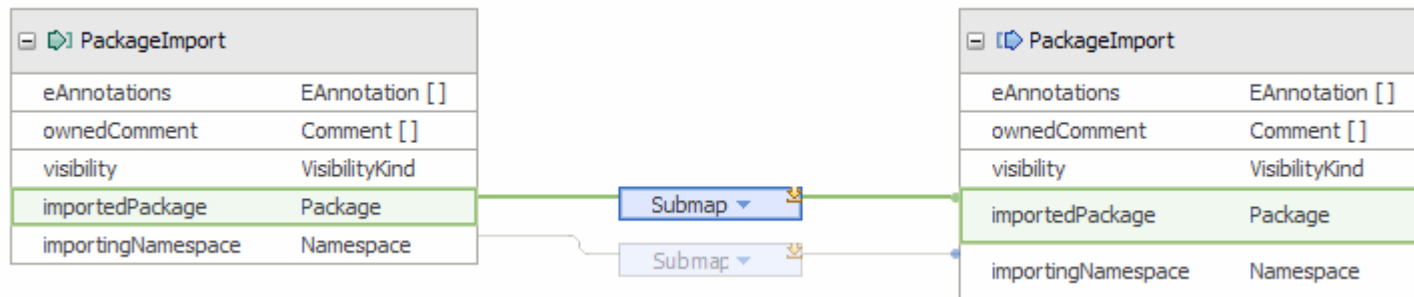 PackageImport
eAnnotations EAnnotation [ ]
ownedComment Comment [ ]
visibility VisibilityKind
importedPackage Package
importingNamespace Namespace
Submap
Submap
PackageImport
eAnnotations EAnnotation [ ]
ownedComment Comment [ ]
visibility VisibilityKind
importedPackage Package
importingNamespace Namespace